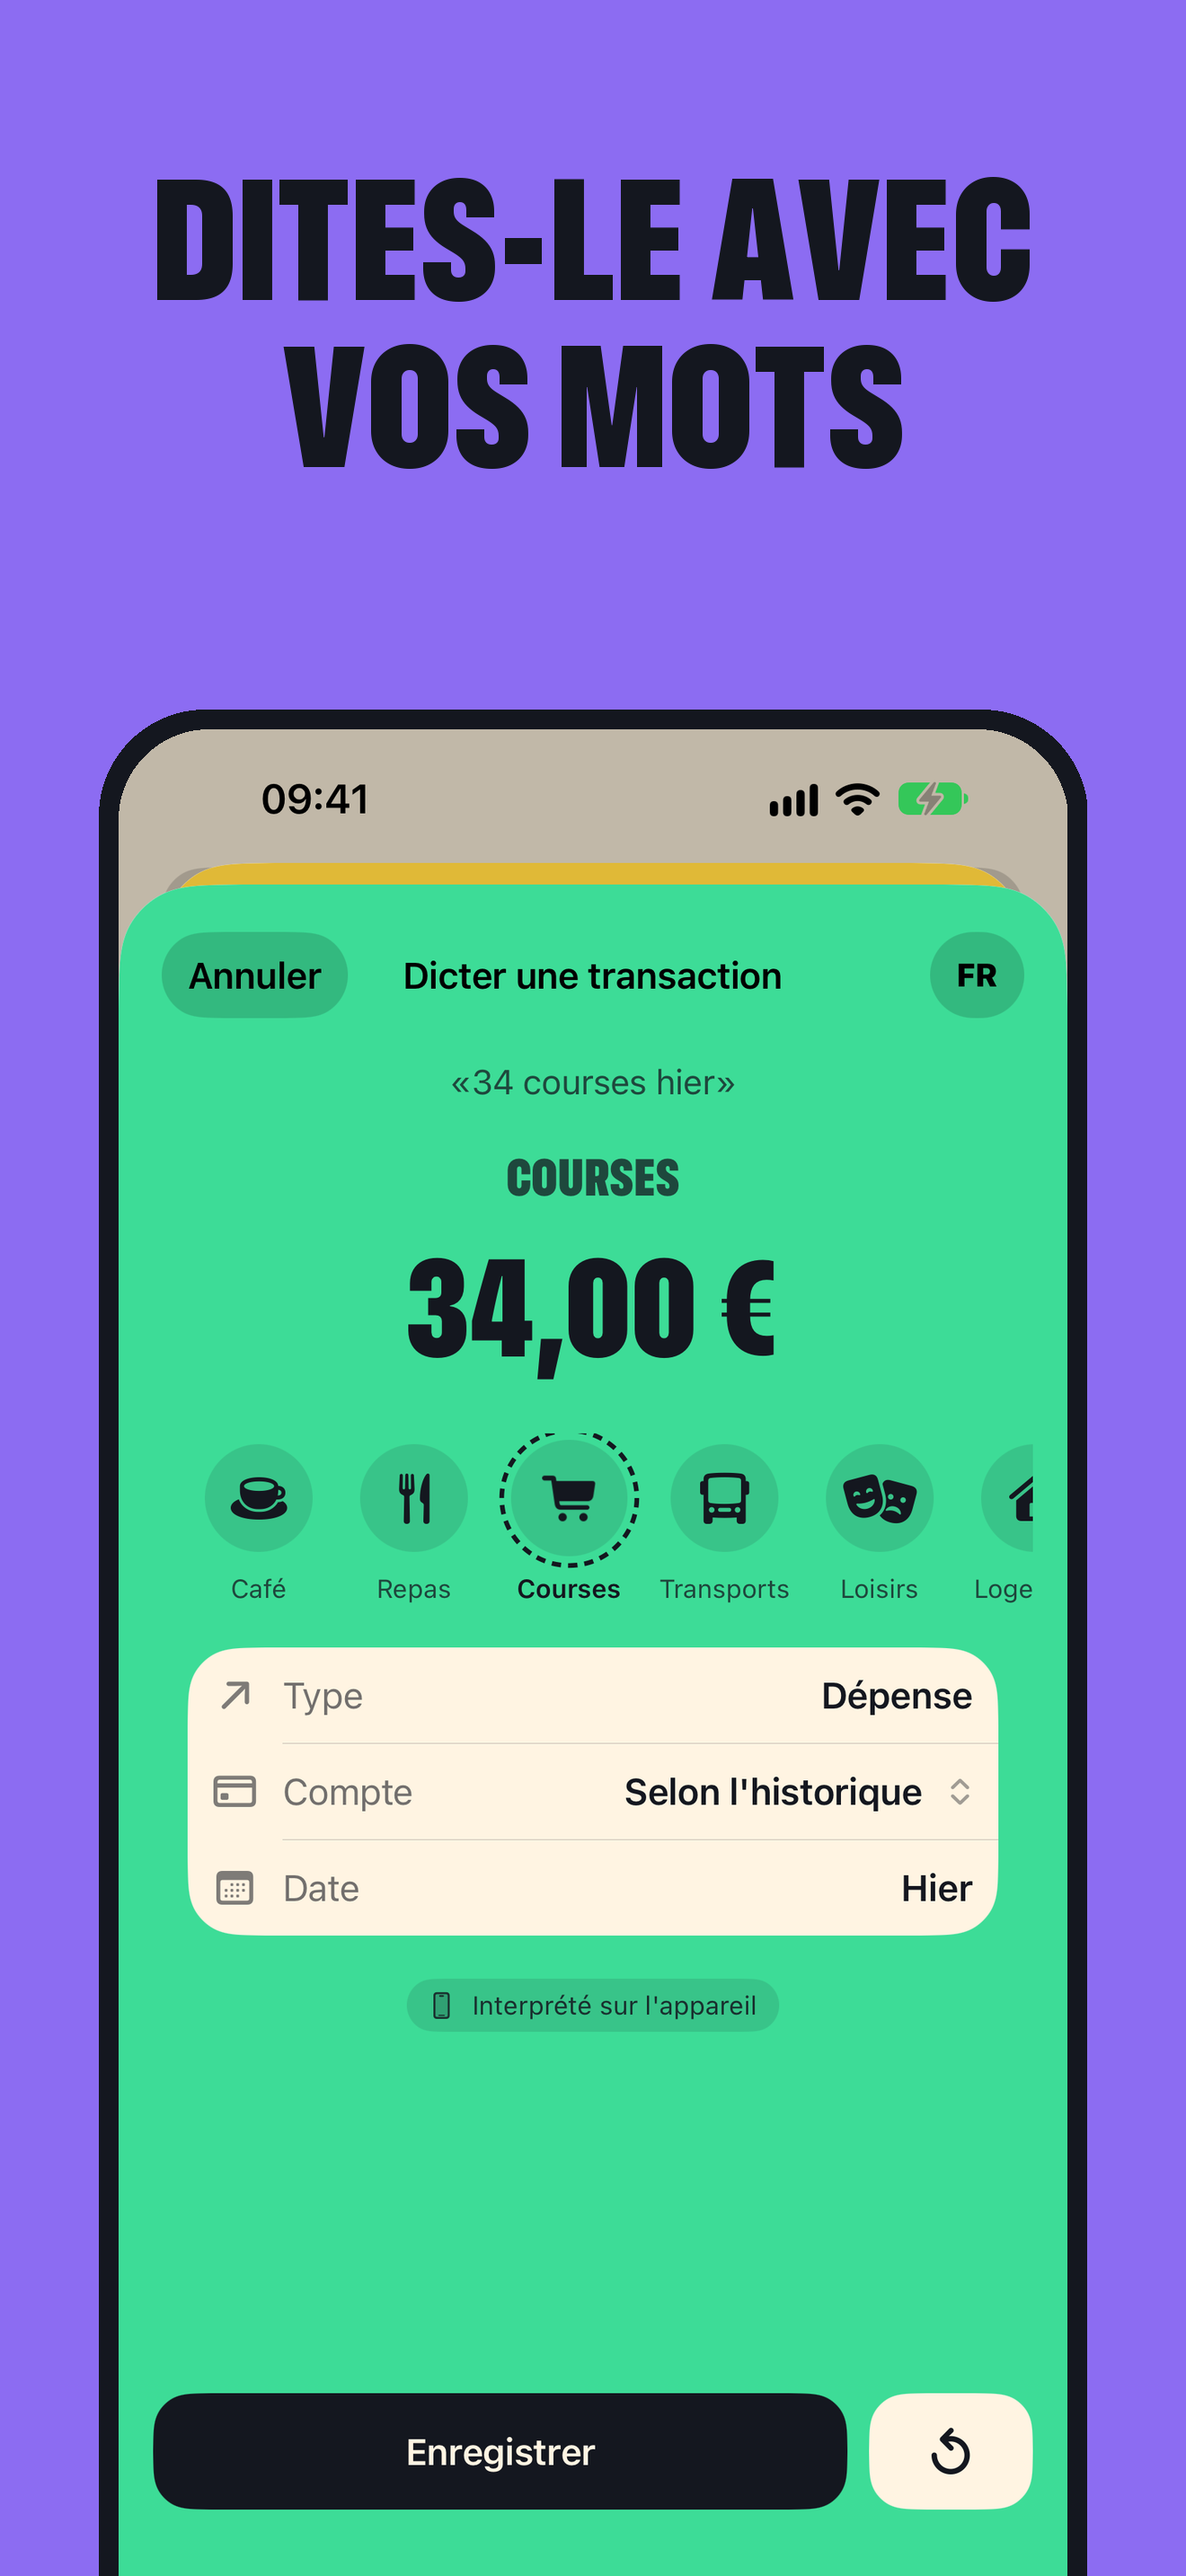 DITES-LE AVEC
VOS MOTS
09:41
Annuler
Dicter une transaction
FR
«34 courses hier»
COURSES
34,00 €
Café
Repas
Courses
Transports
Loisirs
Loge
Type
Dépense
Compte
Selon l'historique
Date
Hier
Interprété sur l'appareil
Enregistrer